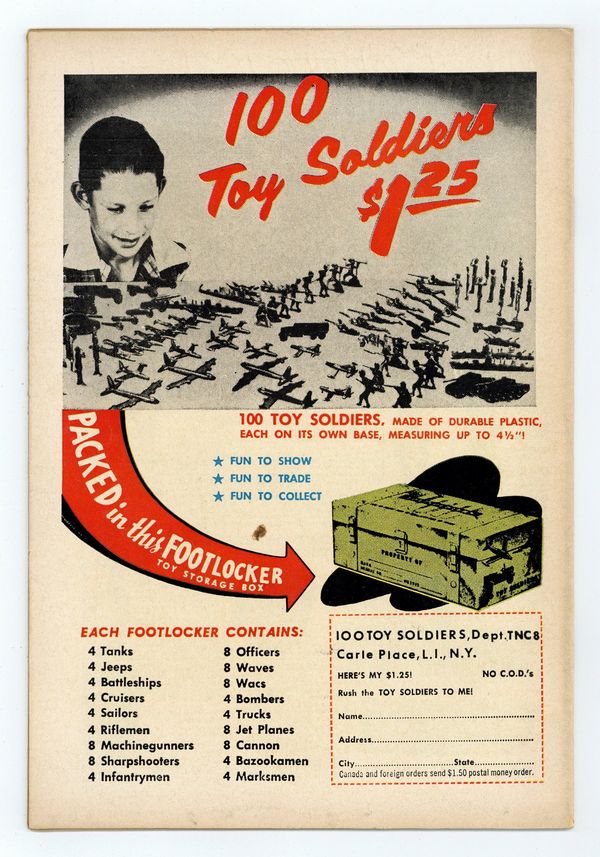 100
Toy Soldiers
$1.25
100 TOY SOLDIERS, MADE OF DURABLE PLASTIC,
EACH ON ITS OWN BASE, MEASURING UP TO 4½"!
PACKED in this FOOTLOCKER
TOY STORAGE BOX
★ FUN TO SHOW
★ FUN TO TRADE
★ FUN TO COLLECT
PROPERTY OF
TOY SOLDIERS
EACH FOOTLOCKER CONTAINS:
4 Tanks
4 Jeeps
4 Battleships
4 Cruisers
4 Sailors
4 Riflemen
8 Machinegunners
8 Sharpshooters
4 Infantrymen
8 Officers
8 Waves
8 Wacs
4 Bombers
4 Trucks
8 Jet Planes
8 Cannon
4 Bazookamen
4 Marksmen
100 TOY SOLDIERS, Dept. TNC8
Carle Place, L.I., N.Y.
HERE'S MY $1.25! NO C.O.D.'s
Rush the TOY SOLDIERS TO ME!
Name
Address
City State
Canada and foreign orders send $1.50 postal money order.